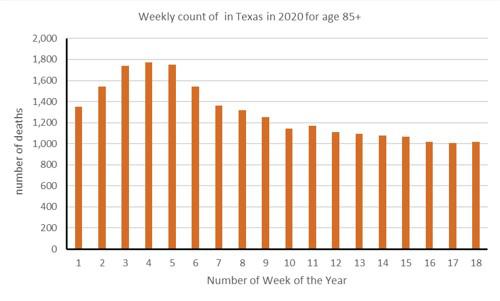 Weekly count of  in Texas in 2020 for age 85+
2,000
1,800
1,600
1,400
1,200
1,000
800
600
400
200
0
number of deaths
1 2 3 4 5 6 7 8 9 10 11 12 13 14 15 16 17 18
Number of Week of the Year